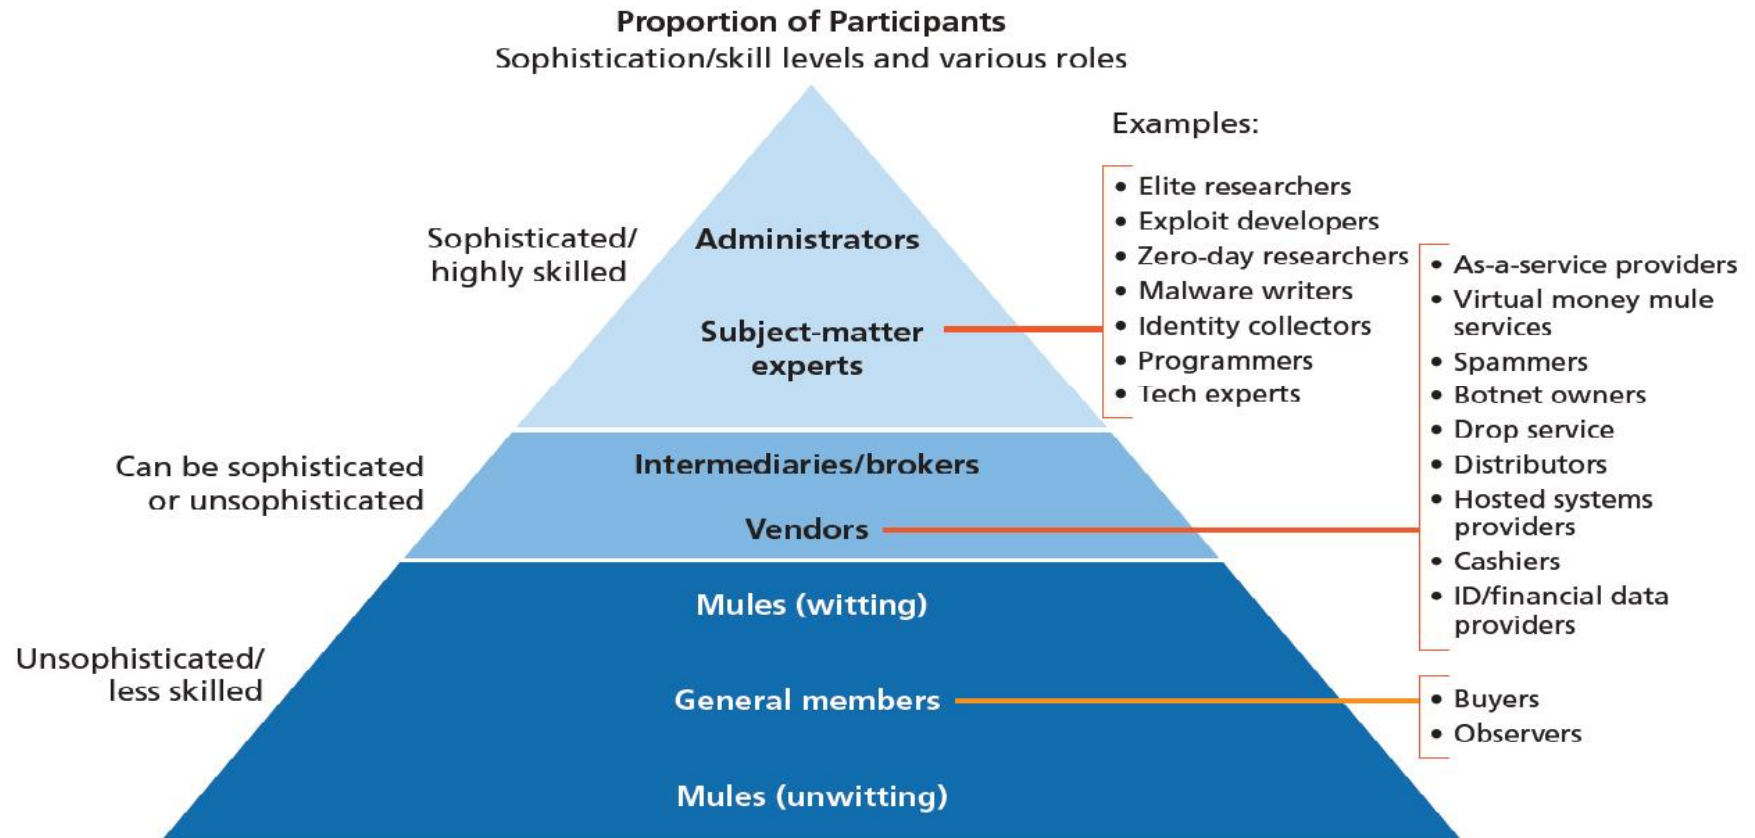 Proportion of Participants
Sophistication/skill levels and various roles
Sophisticated/
highly skilled
Administrators
Subject-matter
experts
Examples:
• Elite researchers
• Exploit developers
• Zero-day researchers
• Malware writers
• Identity collectors
• Programmers
• Tech experts
Can be sophisticated
or unsophisticated
Intermediaries/brokers
Vendors
• As-a-service providers
• Virtual money mule
services
• Spammers
• Botnet owners
• Drop service
• Distributors
• Hosted systems
providers
• Cashiers
• ID/financial data
providers
Unsophisticated/
less skilled
Mules (witting)
General members
Mules (unwitting)
• Buyers
• Observers